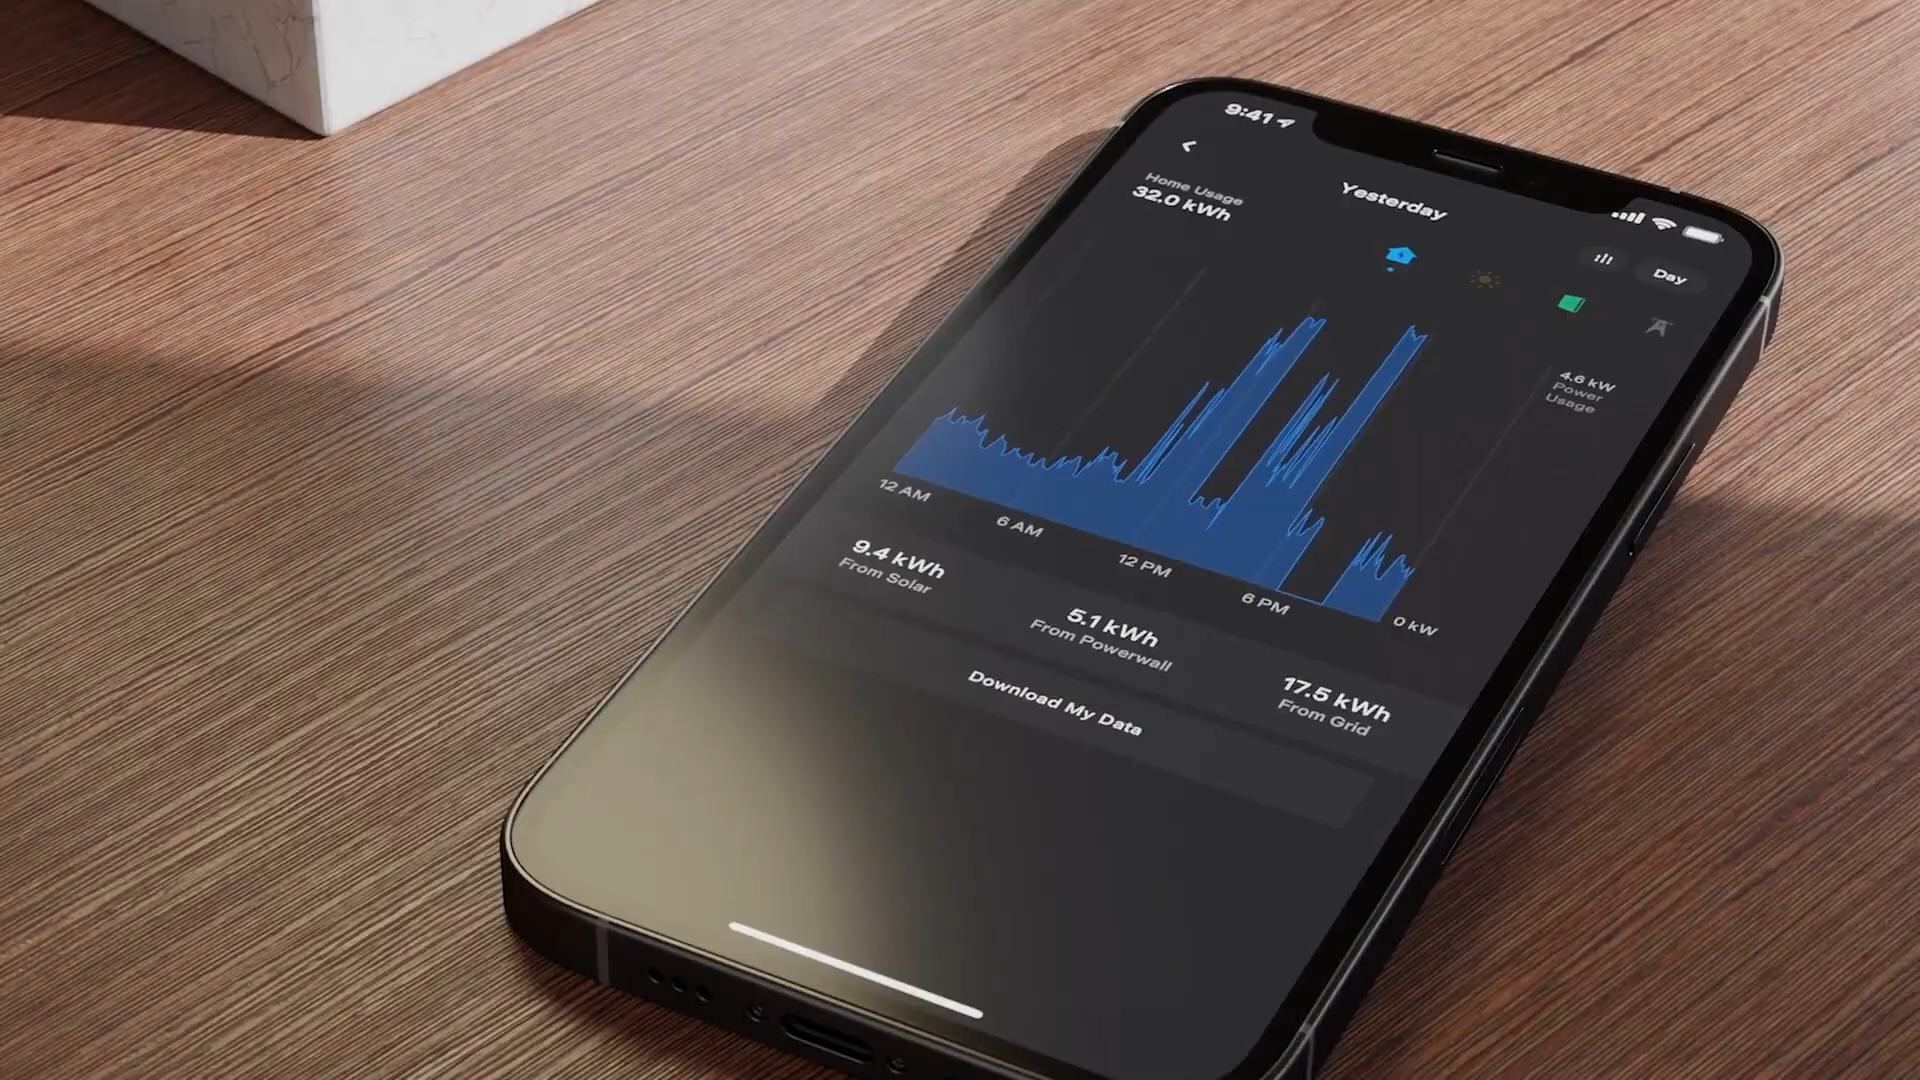 9:41
Yesterday
Home Usage
32.0 kWh
Day
4.6 kW
Power
Usage
12 AM
6 AM
12 PM
6 PM
0 kW
9.4 kWh
From Solar
5.1 kWh
From Powerwall
17.5 kWh
From Grid
Download My Data